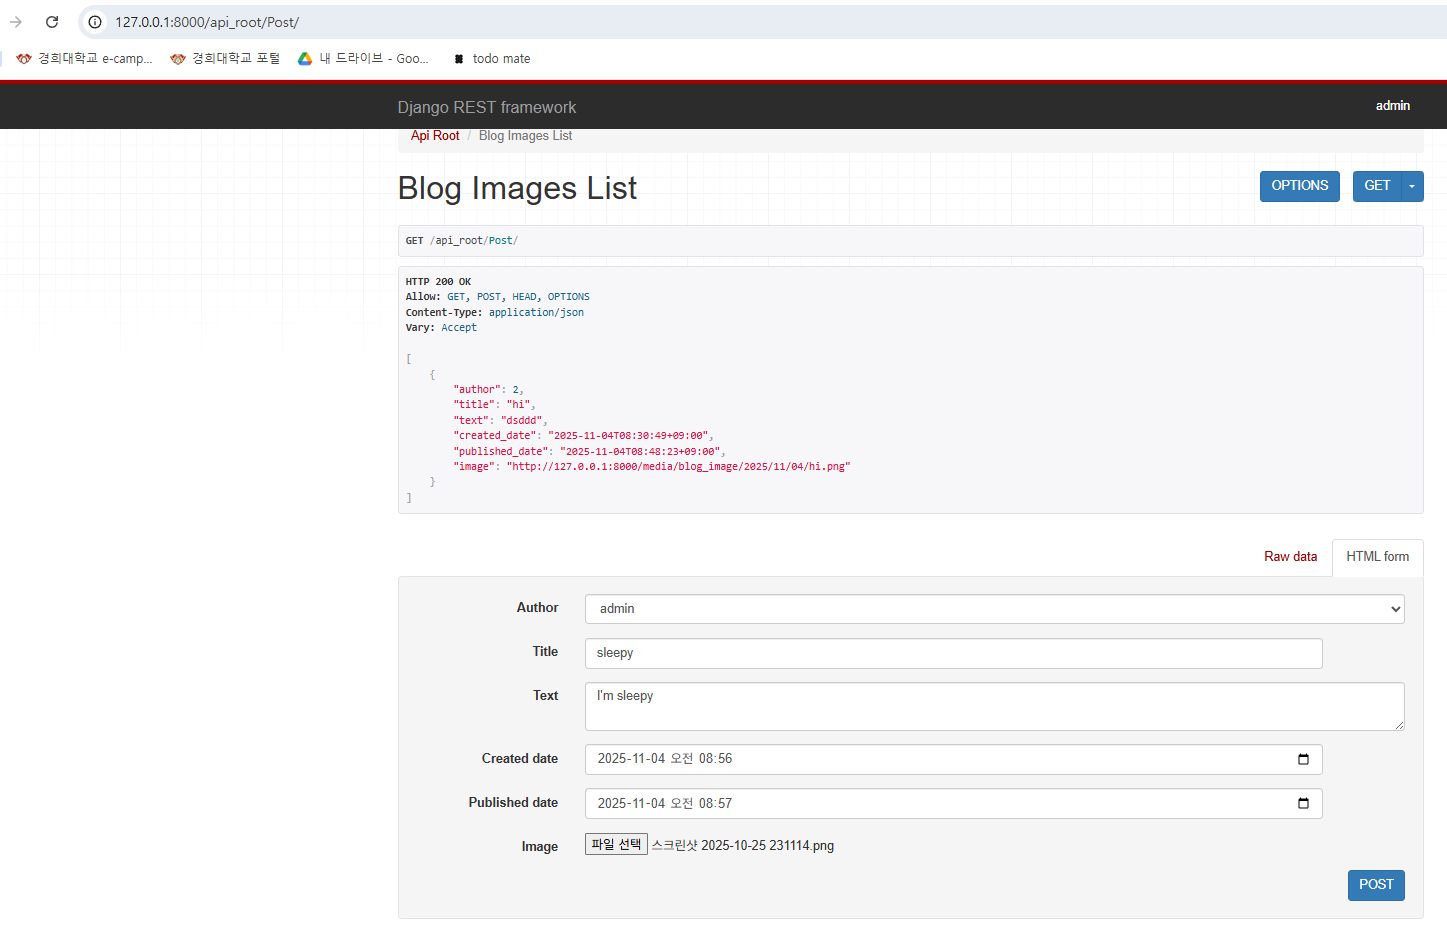 127.0.0.1:8000/api_root/Post/
경희대학교 e-camp... 경희대학교 포털 내 드라이브 - Goo... todo mate
Django REST framework admin
Api Root / Blog Images List
Blog Images List OPTIONS GET
GET /api_root/Post/
HTTP 200 OK
Allow: GET, POST, HEAD, OPTIONS
Content-Type: application/json
Vary: Accept
[
{
"author": 2,
"title": "hi",
"text": "dsddd",
"created_date": "2025-11-04T08:30:49+09:00",
"published_date": "2025-11-04T08:48:23+09:00",
"image": "http://127.0.0.1:8000/media/blog_image/2025/11/04/hi.png"
}
]
Raw data HTML form
Author admin
Title sleepy
Text I'm sleepy
Created date 2025-11-04 오전 08:56
Published date 2025-11-04 오전 08:57
Image 파일 선택 스크린샷 2025-10-25 231114.png
POST